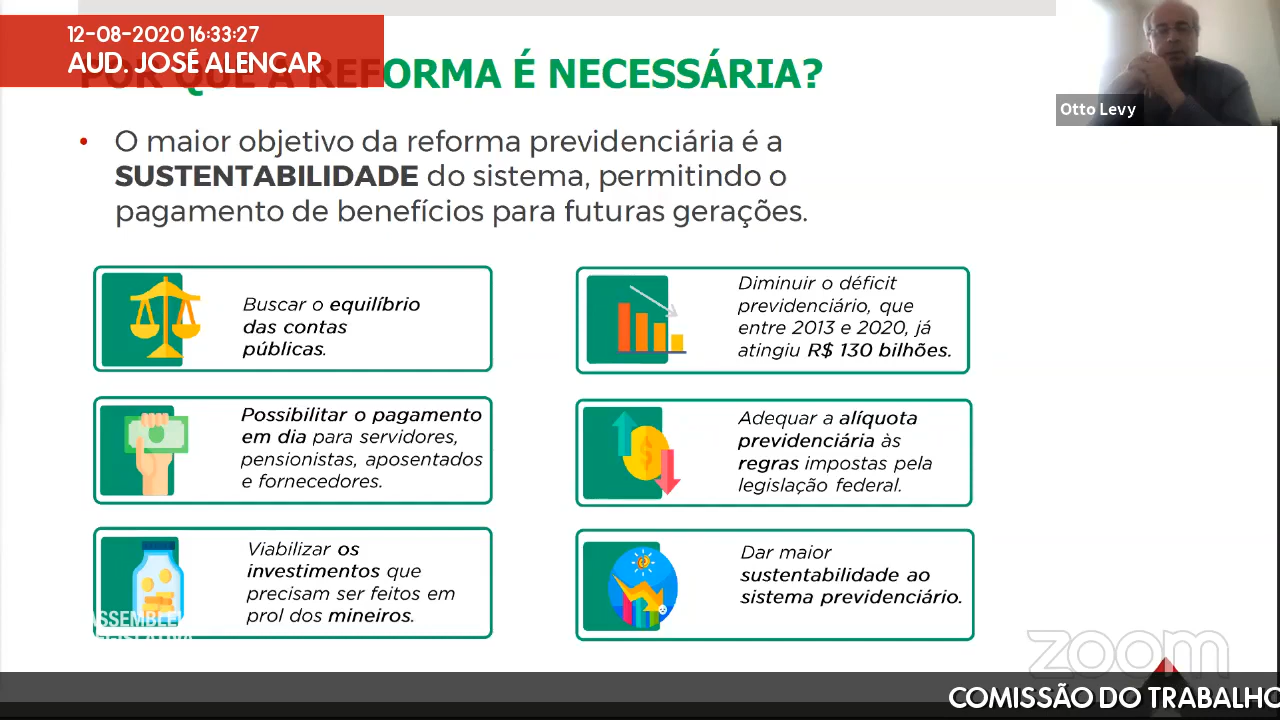 12-08-2020 16:33:27
AUD. JOSÉ ALENCAR
POR QUE A REFORMA É NECESSÁRIA?
Otto Levy
• O maior objetivo da reforma previdenciária é a
SUSTENTABILIDADE do sistema, permitindo o
pagamento de benefícios para futuras gerações.
Buscar o equilíbrio
das contas
públicas.
Diminuir o déficit
previdenciário, que
entre 2013 e 2020, já
atingiu R$ 130 bilhões.
Possibilitar o pagamento
em dia para servidores,
pensionistas, aposentados
e fornecedores.
Adequar a alíquota
previdenciária às
regras impostas pela
legislação federal.
Viabilizar os
investimentos que
precisam ser feitos em
prol dos mineiros.
Dar maior
sustentabilidade ao
sistema previdenciário.
zoom
COMISSÃO DO TRABALHO